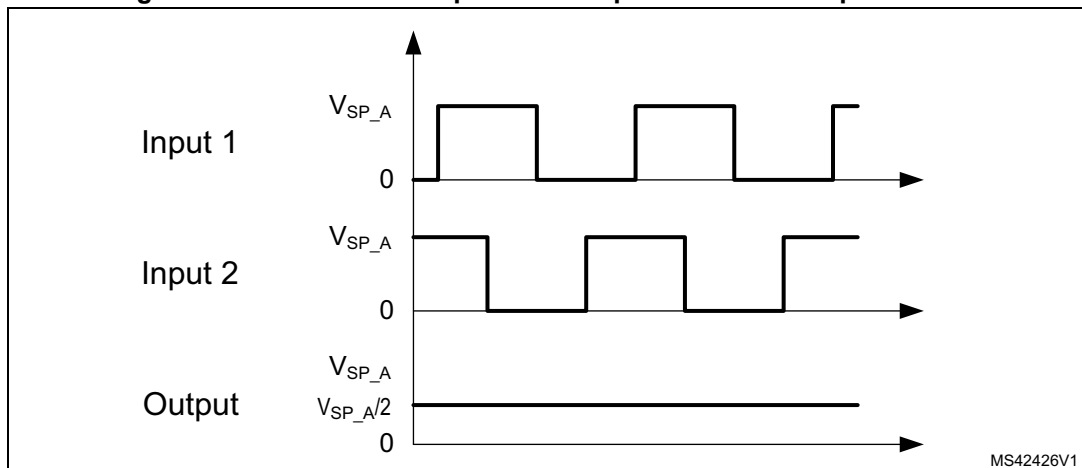 V_SP_A
Input 1
0
V_SP_A
Input 2
0
V_SP_A
Output V_SP_A/2
0
MS42426V1